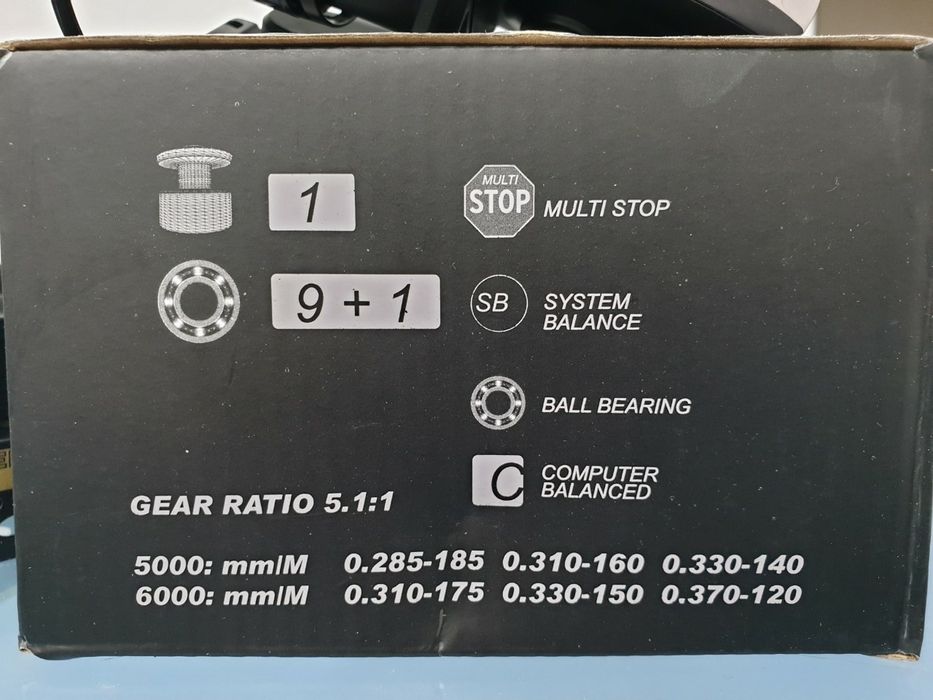 1
MULTI
STOP
MULTI STOP
9 + 1
SB
SYSTEM
BALANCE
BALL BEARING
C
COMPUTER
BALANCED
GEAR RATIO 5.1:1
5000: mm/M 0.285-185 0.310-160 0.330-140
6000: mm/M 0.310-175 0.330-150 0.370-120